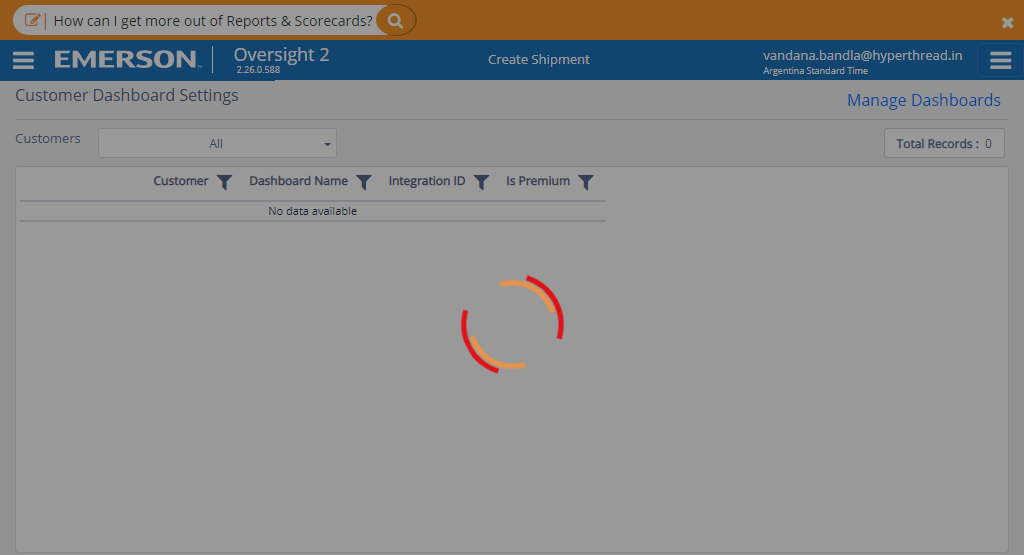 How can I get more out of Reports & Scorecards?
EMERSON
Oversight 2
2.26.0.588
Create Shipment
vandana.bandla@hyperthread.in
Argentina Standard Time
Customer Dashboard Settings
Manage Dashboards
Customers
All
Total Records : 0
Customer Dashboard Name Integration ID Is Premium
No data available